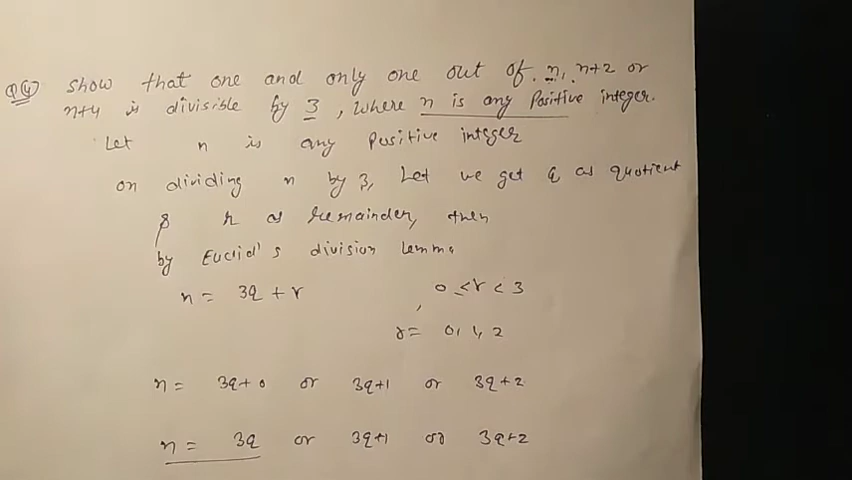 Q4) Show that one and only one out of n, n+2 or
n+4 is divisible by 3, where n is any Positive integer.
Let n is any Positive integer
on dividing n by 3, Let we get q as quotient
& r as remainder, then
by Euclid's division lemma
n = 3q + r , 0 ≤ r < 3
r = 0, 1, 2
n = 3q+0 or 3q+1 or 3q+2
n = 3q or 3q+1 or 3q+2